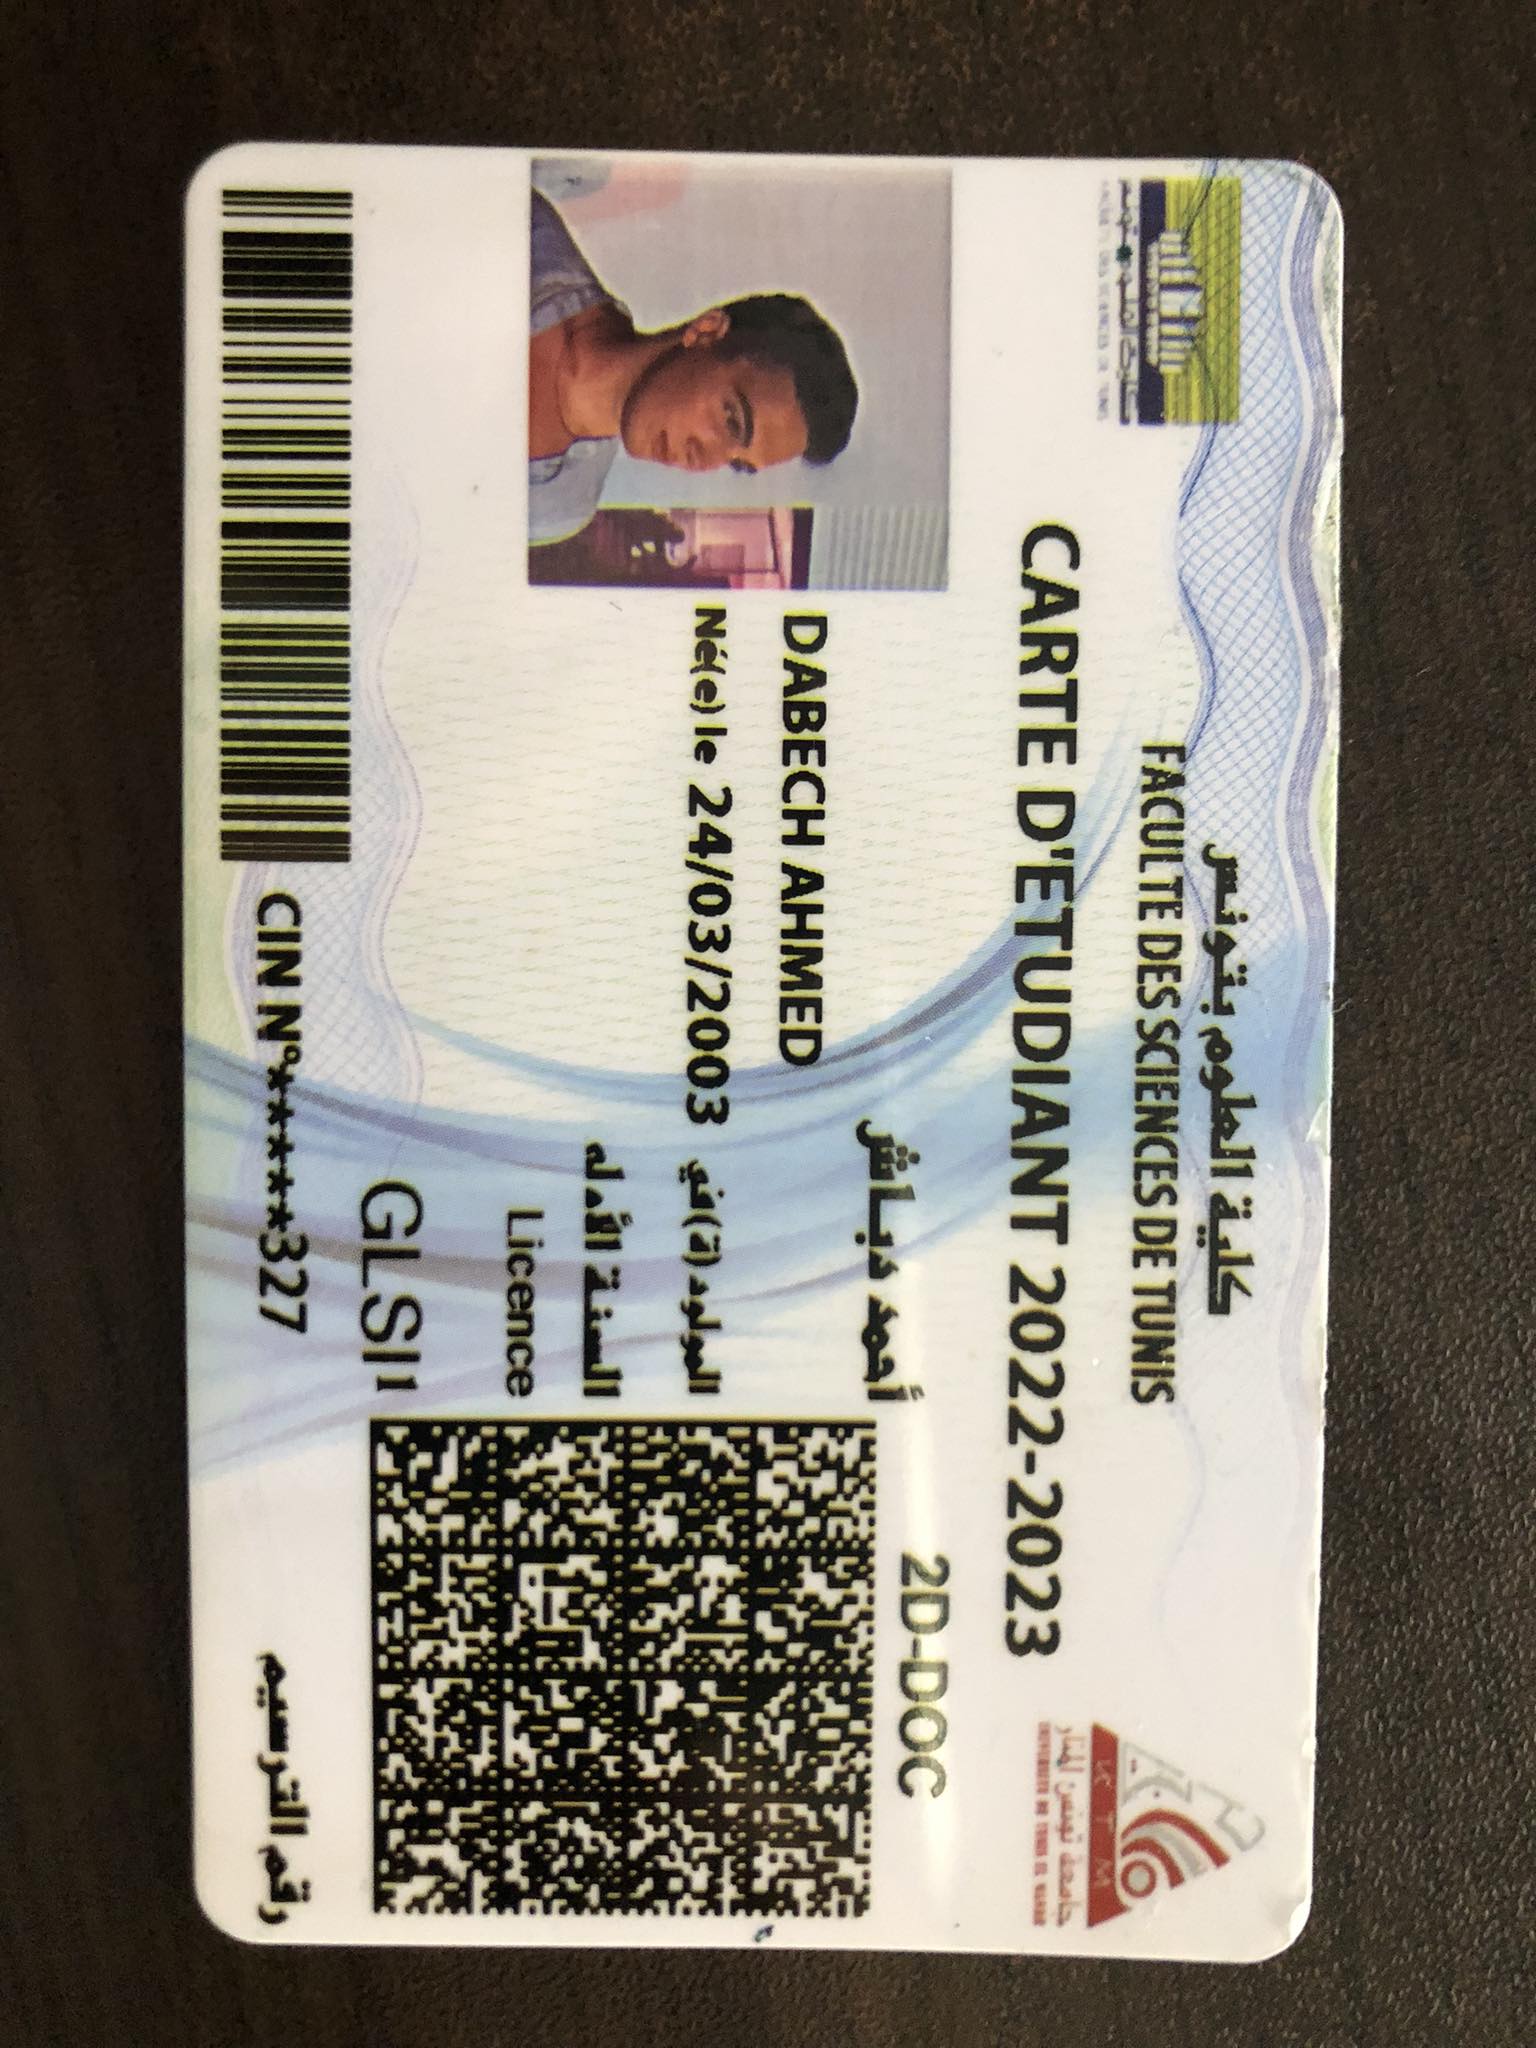 كلية العلوم بتونس
FACULTE DES SCIENCES DE TUNIS
كلية العلوم بتونس
FACULTE DES SCIENCES DE TUNIS
U T M
جامعة تونس المنار
UNIVERSITE DE TUNIS EL MANAR
CARTE D'ETUDIANT 2022-2023
2D-DOC
أحمد دباش
DABECH AHMED
Né(e) le 24/03/2003 المولود(ة)في
السنة الأولى
Licence
GLSI1
CIN N°*****327
رقم الترسيم